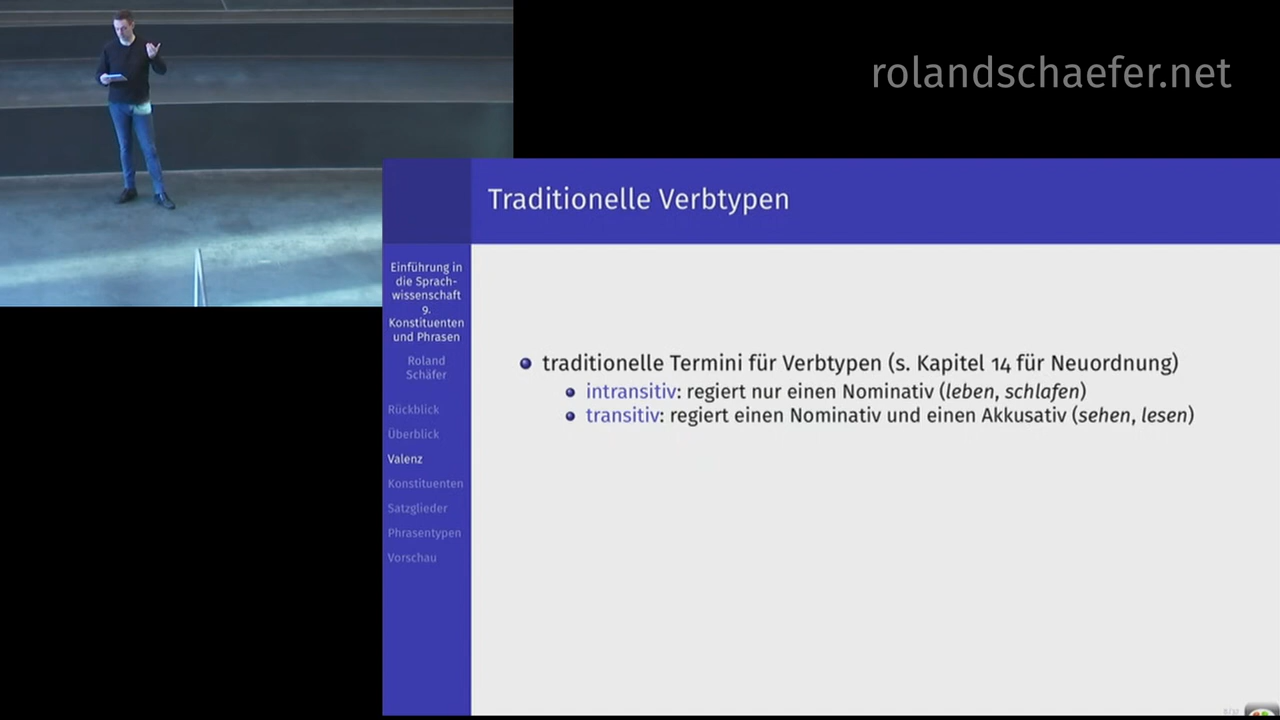 rolandschaefer.net
Traditionelle Verbtypen
Einführung in
die Sprach-
wissenschaft
9.
Konstituenten
und Phrasen
Roland
Schäfer
Rückblick
Überblick
Valenz
Konstituenten
Satzglieder
Phrasentypen
Vorschau
traditionelle Termini für Verbtypen (s. Kapitel 14 für Neuordnung)
intransitiv: regiert nur einen Nominativ (leben, schlafen)
transitiv: regiert einen Nominativ und einen Akkusativ (sehen, lesen)